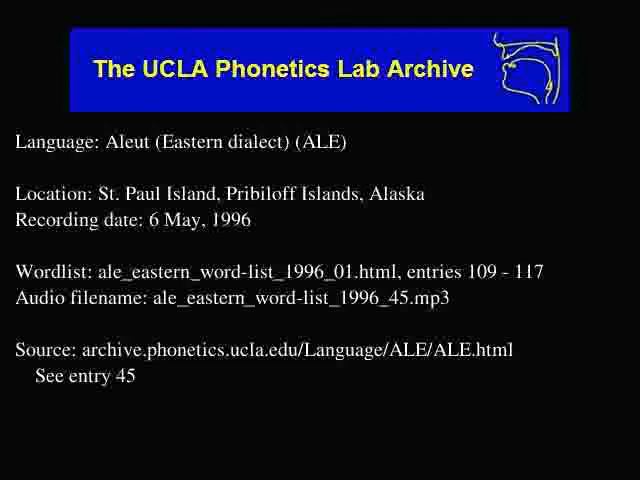 The UCLA Phonetics Lab Archive
Language: Aleut (Eastern dialect) (ALE)
Location: St. Paul Island, Pribiloff Islands, Alaska
Recording date: 6 May, 1996
Wordlist: ale_eastern_word-list_1996_01.html, entries 109 - 117
Audio filename: ale_eastern_word-list_1996_45.mp3
Source: archive.phonetics.ucla.edu/Language/ALE/ALE.html
See entry 45